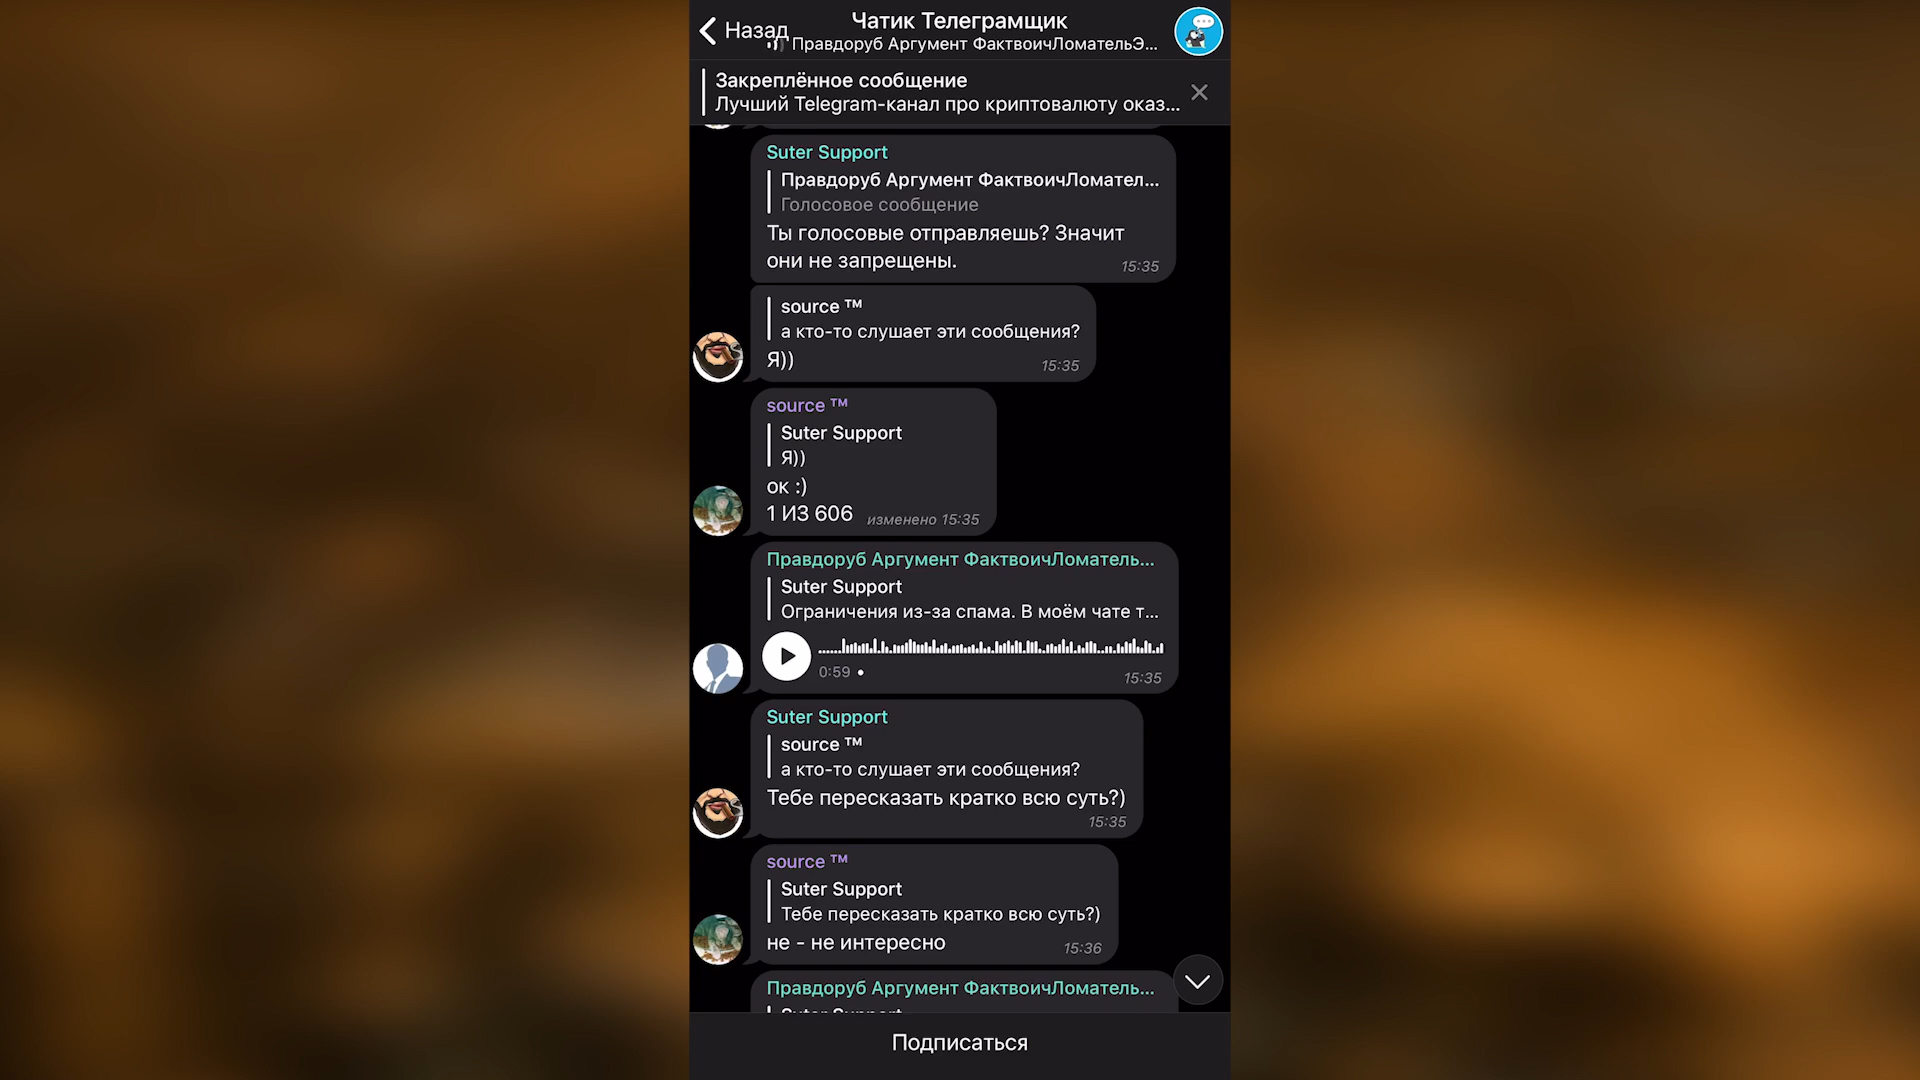 Назад
Чатик Телеграмщик
Правдоруб Аргумент ФактвоичЛомательЭ...
Закреплённое сообщение
Лучший Telegram-канал про криптовалюту оказ...
Suter Support
Правдоруб Аргумент ФактвоичЛомател...
Голосовое сообщение
Ты голосовые отправляешь? Значит
они не запрещены.
15:35
source ™
а кто-то слушает эти сообщения?
Я))
15:35
source ™
Suter Support
Я))
ок :)
1 ИЗ 606 изменено 15:35
Правдоруб Аргумент ФактвоичЛоматель...
Suter Support
Ограничения из-за спама. В моём чате т...
0:59
15:35
Suter Support
source ™
а кто-то слушает эти сообщения?
Тебе пересказать кратко всю суть?)
15:35
source ™
Suter Support
Тебе пересказать кратко всю суть?)
не - не интересно
15:36
Правдоруб Аргумент ФактвоичЛоматель...
Suter Support
Подписаться